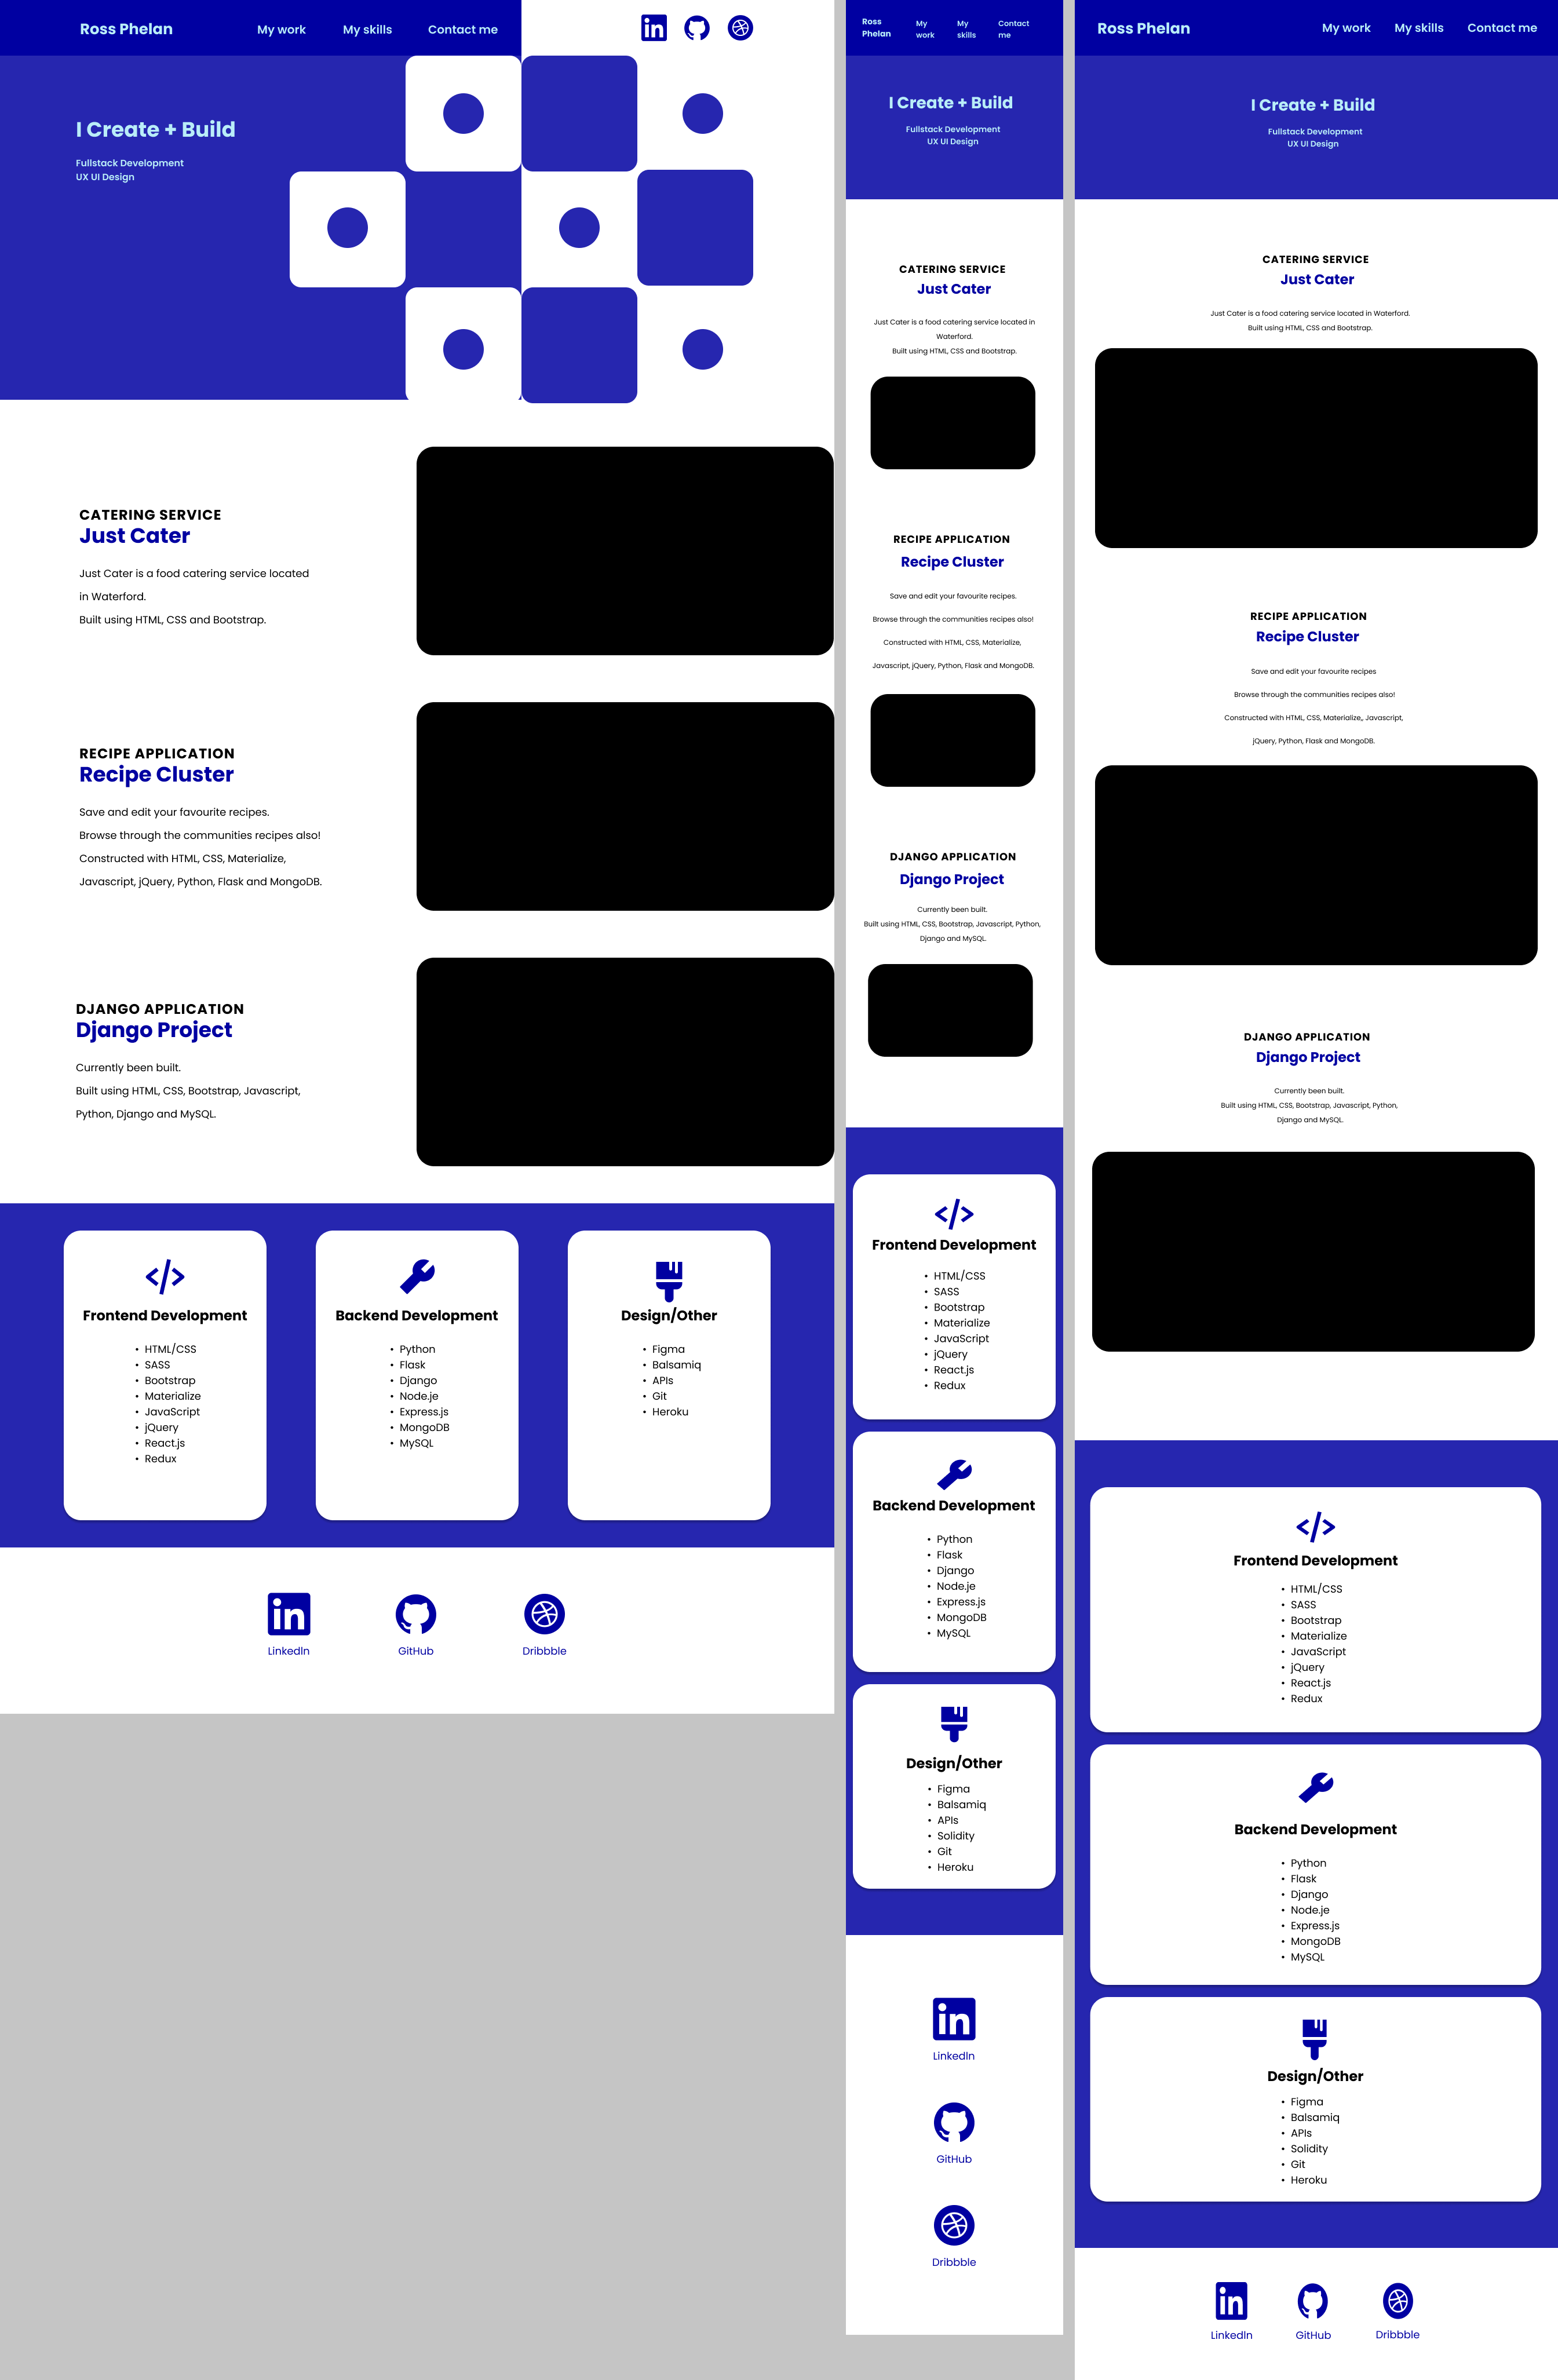 Ross Phelan
My work
My skills
Contact me
I Create + Build
Fullstack Development
UX UI Design
CATERING SERVICE
Just Cater
Just Cater is a food catering service located
in Waterford.
Built using HTML, CSS and Bootstrap.
RECIPE APPLICATION
Recipe Cluster
Save and edit your favourite recipes.
Browse through the communities recipes also!
Constructed with HTML, CSS, Materialize,
Javascript, jQuery, Python, Flask and MongoDB.
DJANGO APPLICATION
Django Project
Currently been built.
Built using HTML, CSS, Bootstrap, Javascript,
Python, Django and MySQL.
Frontend Development
• HTML/CSS
• SASS
• Bootstrap
• Materialize
• JavaScript
• jQuery
• React.js
• Redux
Backend Development
• Python
• Flask
• Django
• Node.je
• Express.js
• MongoDB
• MySQL
Design/Other
• Figma
• Balsamiq
• APIs
• Git
• Heroku
LinkedIn
GitHub
Dribbble
Ross
Phelan
My
work
My
skills
Contact
me
I Create + Build
Fullstack Development
UX UI Design
CATERING SERVICE
Just Cater
Just Cater is a food catering service located in
Waterford.
Built using HTML, CSS and Bootstrap.
RECIPE APPLICATION
Recipe Cluster
Save and edit your favourite recipes.
Browse through the communities recipes also!
Constructed with HTML, CSS, Materialize,
Javascript, jQuery, Python, Flask and MongoDB.
DJANGO APPLICATION
Django Project
Currently been built.
Built using HTML, CSS, Bootstrap, Javascript, Python,
Django and MySQL.
Frontend Development
• HTML/CSS
• SASS
• Bootstrap
• Materialize
• JavaScript
• jQuery
• React.js
• Redux
Backend Development
• Python
• Flask
• Django
• Node.je
• Express.js
• MongoDB
• MySQL
Design/Other
• Figma
• Balsamiq
• APIs
• Solidity
• Git
• Heroku
LinkedIn
GitHub
Dribbble
Ross Phelan
My work
My skills
Contact me
I Create + Build
Fullstack Development
UX UI Design
CATERING SERVICE
Just Cater
Just Cater is a food catering service located in Waterford.
Built using HTML, CSS and Bootstrap.
RECIPE APPLICATION
Recipe Cluster
Save and edit your favourite recipes
Browse through the communities recipes also!
Constructed with HTML, CSS, Materialize,, Javascript,
jQuery, Python, Flask and MongoDB.
DJANGO APPLICATION
Django Project
Currently been built.
Built using HTML, CSS, Bootstrap, Javascript, Python,
Django and MySQL.
Frontend Development
• HTML/CSS
• SASS
• Bootstrap
• Materialize
• JavaScript
• jQuery
• React.js
• Redux
Backend Development
• Python
• Flask
• Django
• Node.je
• Express.js
• MongoDB
• MySQL
Design/Other
• Figma
• Balsamiq
• APIs
• Solidity
• Git
• Heroku
LinkedIn
GitHub
Dribbble